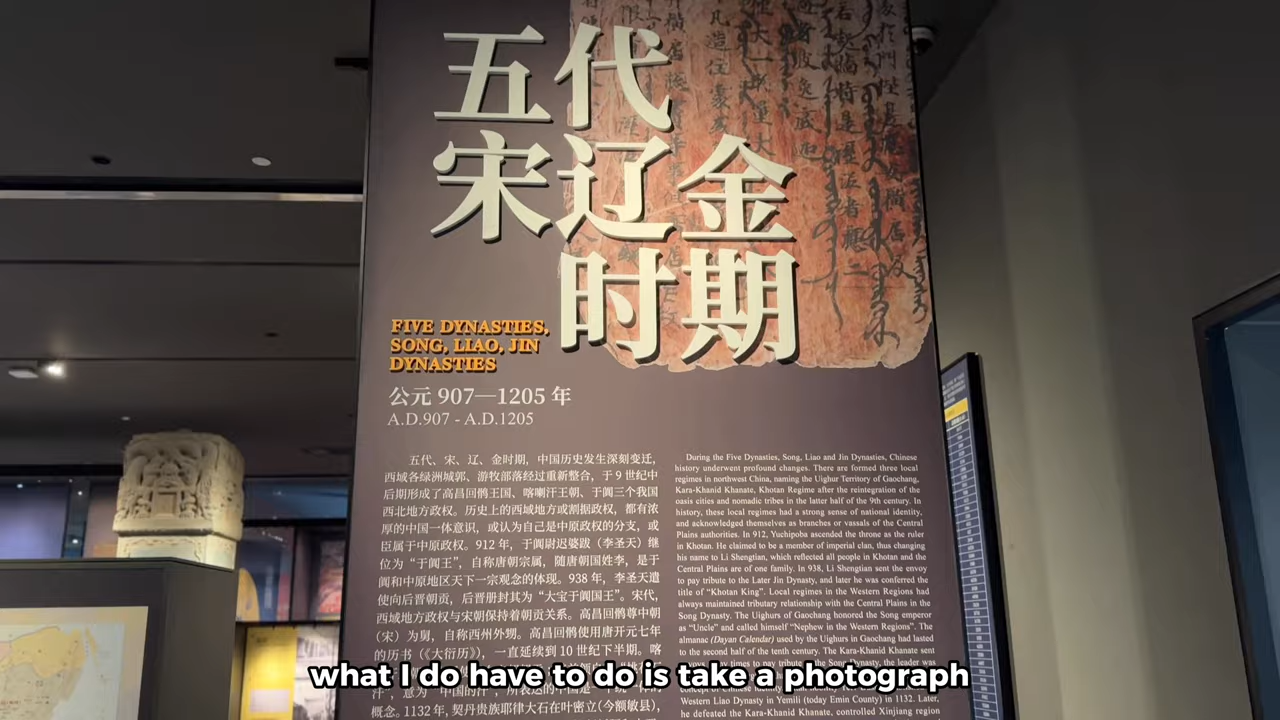 五代
宋辽金
时期
FIVE DYNASTIES,
SONG, LIAO, JIN
DYNASTIES
公元 907—1205 年
A.D.907 - A.D.1205
五代、宋、辽、金时期，中国历史发生深刻变迁，
西域各绿洲城郭、游牧部落经过重新整合，于 9 世纪中
后期形成了高昌回鹘王国、喀喇汗王朝、于阗三个我国
西北地方政权。历史上的西域地方或割据政权，都有浓
厚的中国一体意识，或认为自己是中原政权的分支，或
臣属于中原政权。912 年，于阗尉迟婆跋（李圣天）继
位为“于阗王”，自称唐朝宗属，随唐朝国姓李，是于
阗和中原地区天下一宗观念的体现。938 年，李圣天遣
使向后晋朝贡，后晋册封其为“大宝于阗国王”。宋代，
西域地方政权与宋朝保持着朝贡关系。高昌回鹘尊中朝
（宋）为舅，自称西州外甥。高昌回鹘使用唐开元七年
的历书（《大衍历》），一直延续到 10 世纪下半期。喀
概念。1132 年，契丹贵族耶律大石在叶密立(今额敏县)，
During the Five Dynasties, Song, Liao and Jin Dynasties, Chinese
history underwent profound changes. There are formed three local
regimes in northwest China, naming the Uighur Territory of Gaochang,
Kara-Khanid Khanate, Khotan Regime after the reintegration of the
oasis cities and nomadic tribes in the latter half of the 9th century. In
history, these local regimes had a strong sense of national identity,
and acknowledged themselves as branches or vassals of the Central
Plains authorities. In 912, Yuchipoba ascended the throne as the ruler
in Khotan. He claimed to be a member of imperial clan, thus changing
his name to Li Shengtian, which reflected all people in Khotan and the
Central Plains are of one family. In 938, Li Shengtian sent the envoy
to pay tribute to the Later Jin Dynasty, and later he was conferred the
title of “Khotan King”. Local regimes in the Western Regions had
always maintained tributary relationship with the Central Plains in the
Song Dynasty. The Uighurs of Gaochang honored the Song emperor
as “Uncle” and called himself “Nephew in the Western Regions”. The
almanac (Dayan Calendar) used by the Uighurs in Gaochang had lasted
to the second half of the tenth century. The Kara-Khanid Khanate sent
Western Liao Dynasty in Yemili (today Emin County) in 1132. Later,
he defeated the Kara-Khanid Khanate, controlled Xinjiang region
what I do have to do is take a photograph